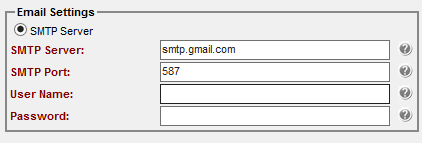 Email Settings
SMTP Server
SMTP Server: smtp.gmail.com
SMTP Port: 587
User Name:
Password: